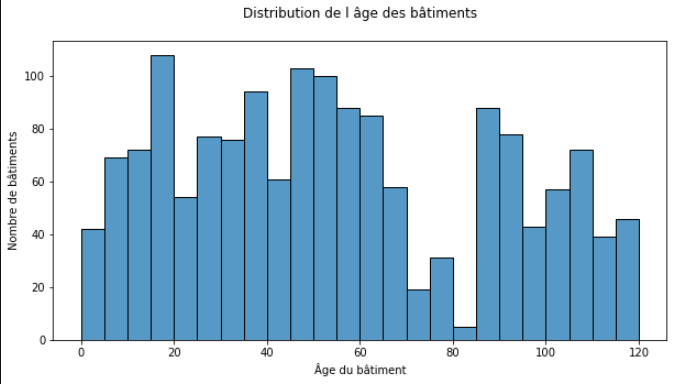 Distribution de l âge des bâtiments
Nombre de bâtiments
100
80
60
40
20
0
0 20 40 60 80 100 120
Âge du bâtiment